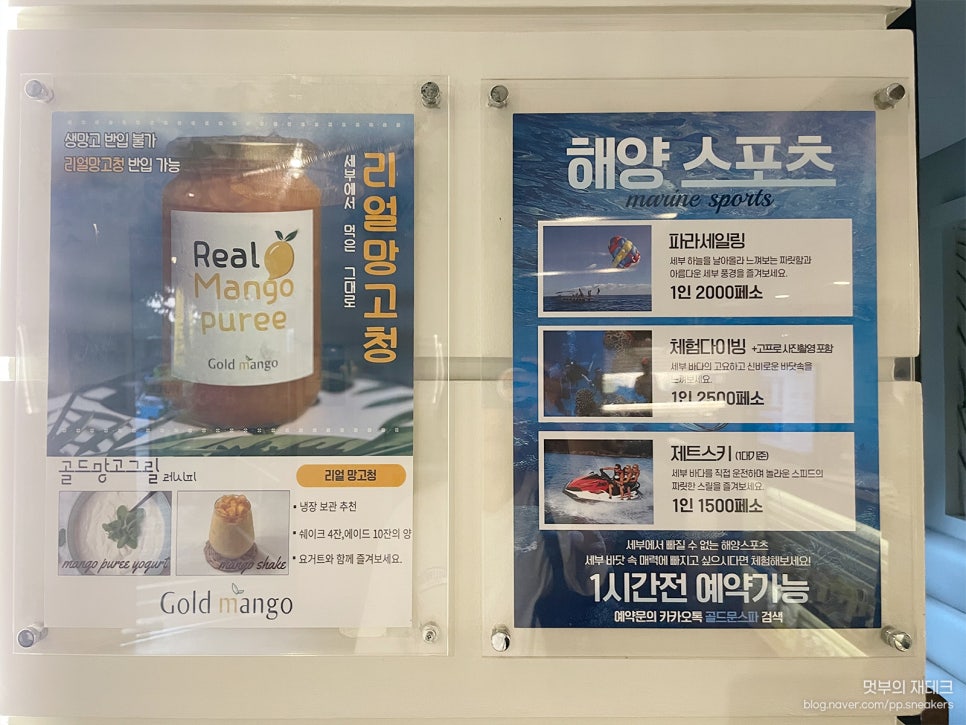 생망고 반입 불가
리얼망고청 반입 가능
세부에서 먹은 그대로
리얼망고청
Real
Mango
puree
Gold mango
골드망고그릴 레시피
mango puree yogurt
mango shake
리얼 망고청
• 냉장 보관 추천
• 쉐이크 4잔,에이드 10잔의 양
• 요거트와 함께 즐겨보세요.
Gold mango
해양 스포츠
marine sports
파라세일링
세부 하늘을 날아올라 느껴보는 짜릿함과
아름다운 세부 풍경을 즐겨보세요.
1인 2000페소
체험다이빙 +고프로 사진촬영 포함
세부 바다의 고요하고 신비로운 바닷속을
느껴보세요.
1인 2500페소
제트스키 (1대기준)
세부 바다를 직접 운전하며 놀라운 스피드의
짜릿한 스릴을 즐겨보세요.
1인 1500페소
세부에서 빠질 수 없는 해양스포츠
세부 바닷 속 매력에 빠지고 싶으시다면 체험해보세요!
1시간전 예약가능
예약문의 카카오톡 골드문스파 검색
멋부의 재테크
blog.naver.com/pp.sneakers